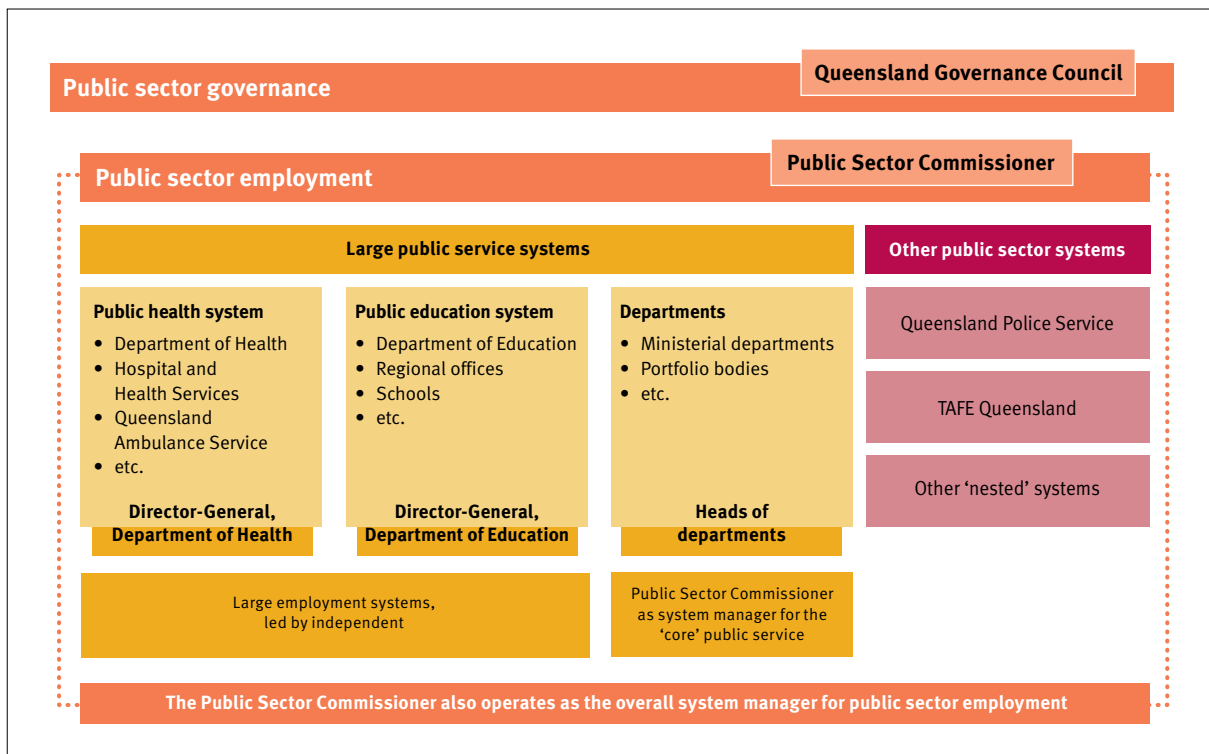 Queensland Governance Council
Public sector governance
Public Sector Commissioner
Public sector employment
Large public service systems
Other public sector systems
Public health system
• Department of Health
• Hospital and
Health Services
• Queensland
Ambulance Service
• etc.
Director-General,
Department of Health
Public education system
• Department of Education
• Regional offices
• Schools
• etc.
Director-General,
Department of Education
Departments
• Ministerial departments
• Portfolio bodies
• etc.
Heads of
departments
Queensland Police Service
TAFE Queensland
Other ‘nested’ systems
Large employment systems,
led by independent
Public Sector Commissioner
as system manager for the
‘core’ public service
The Public Sector Commissioner also operates as the overall system manager for public sector employment